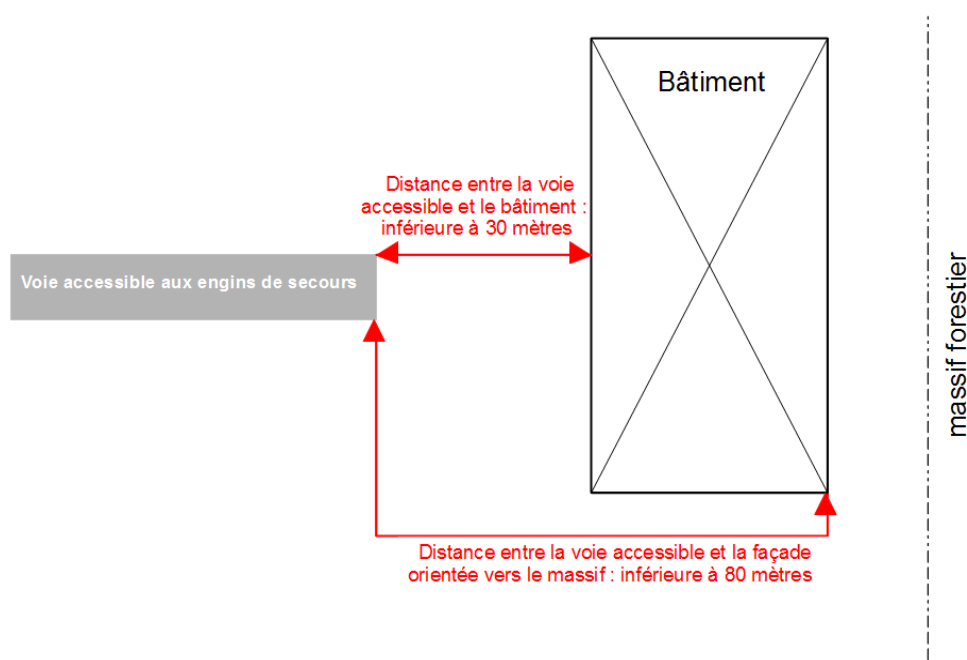 Bâtiment
Distance entre la voie
accessible et le bâtiment :
inférieure à 30 mètres
Voie accessible aux engins de secours
massif forestier
Distance entre la voie accessible et la façade
orientée vers le massif : inférieure à 80 mètres